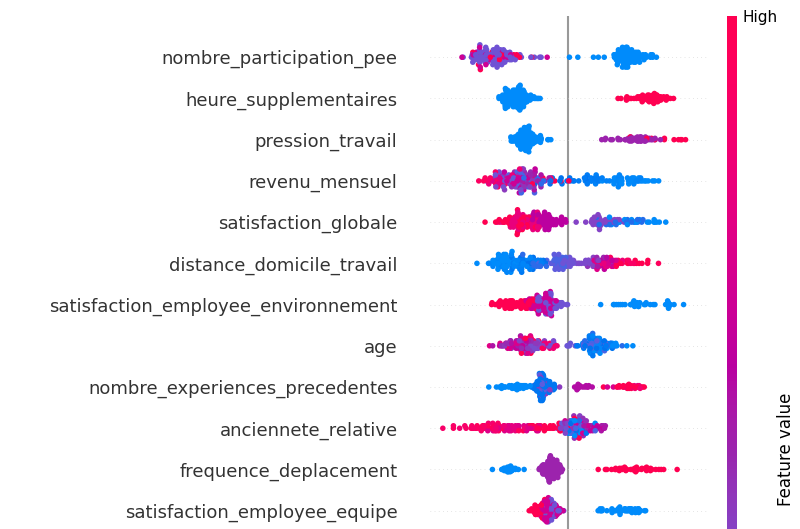 High
nombre_participation_pee
heure_supplementaires
pression_travail
revenu_mensuel
satisfaction_globale
distance_domicile_travail
satisfaction_employee_environnement
age
nombre_experiences_precedentes
anciennete_relative
frequence_deplacement
satisfaction_employee_equipe
Feature value